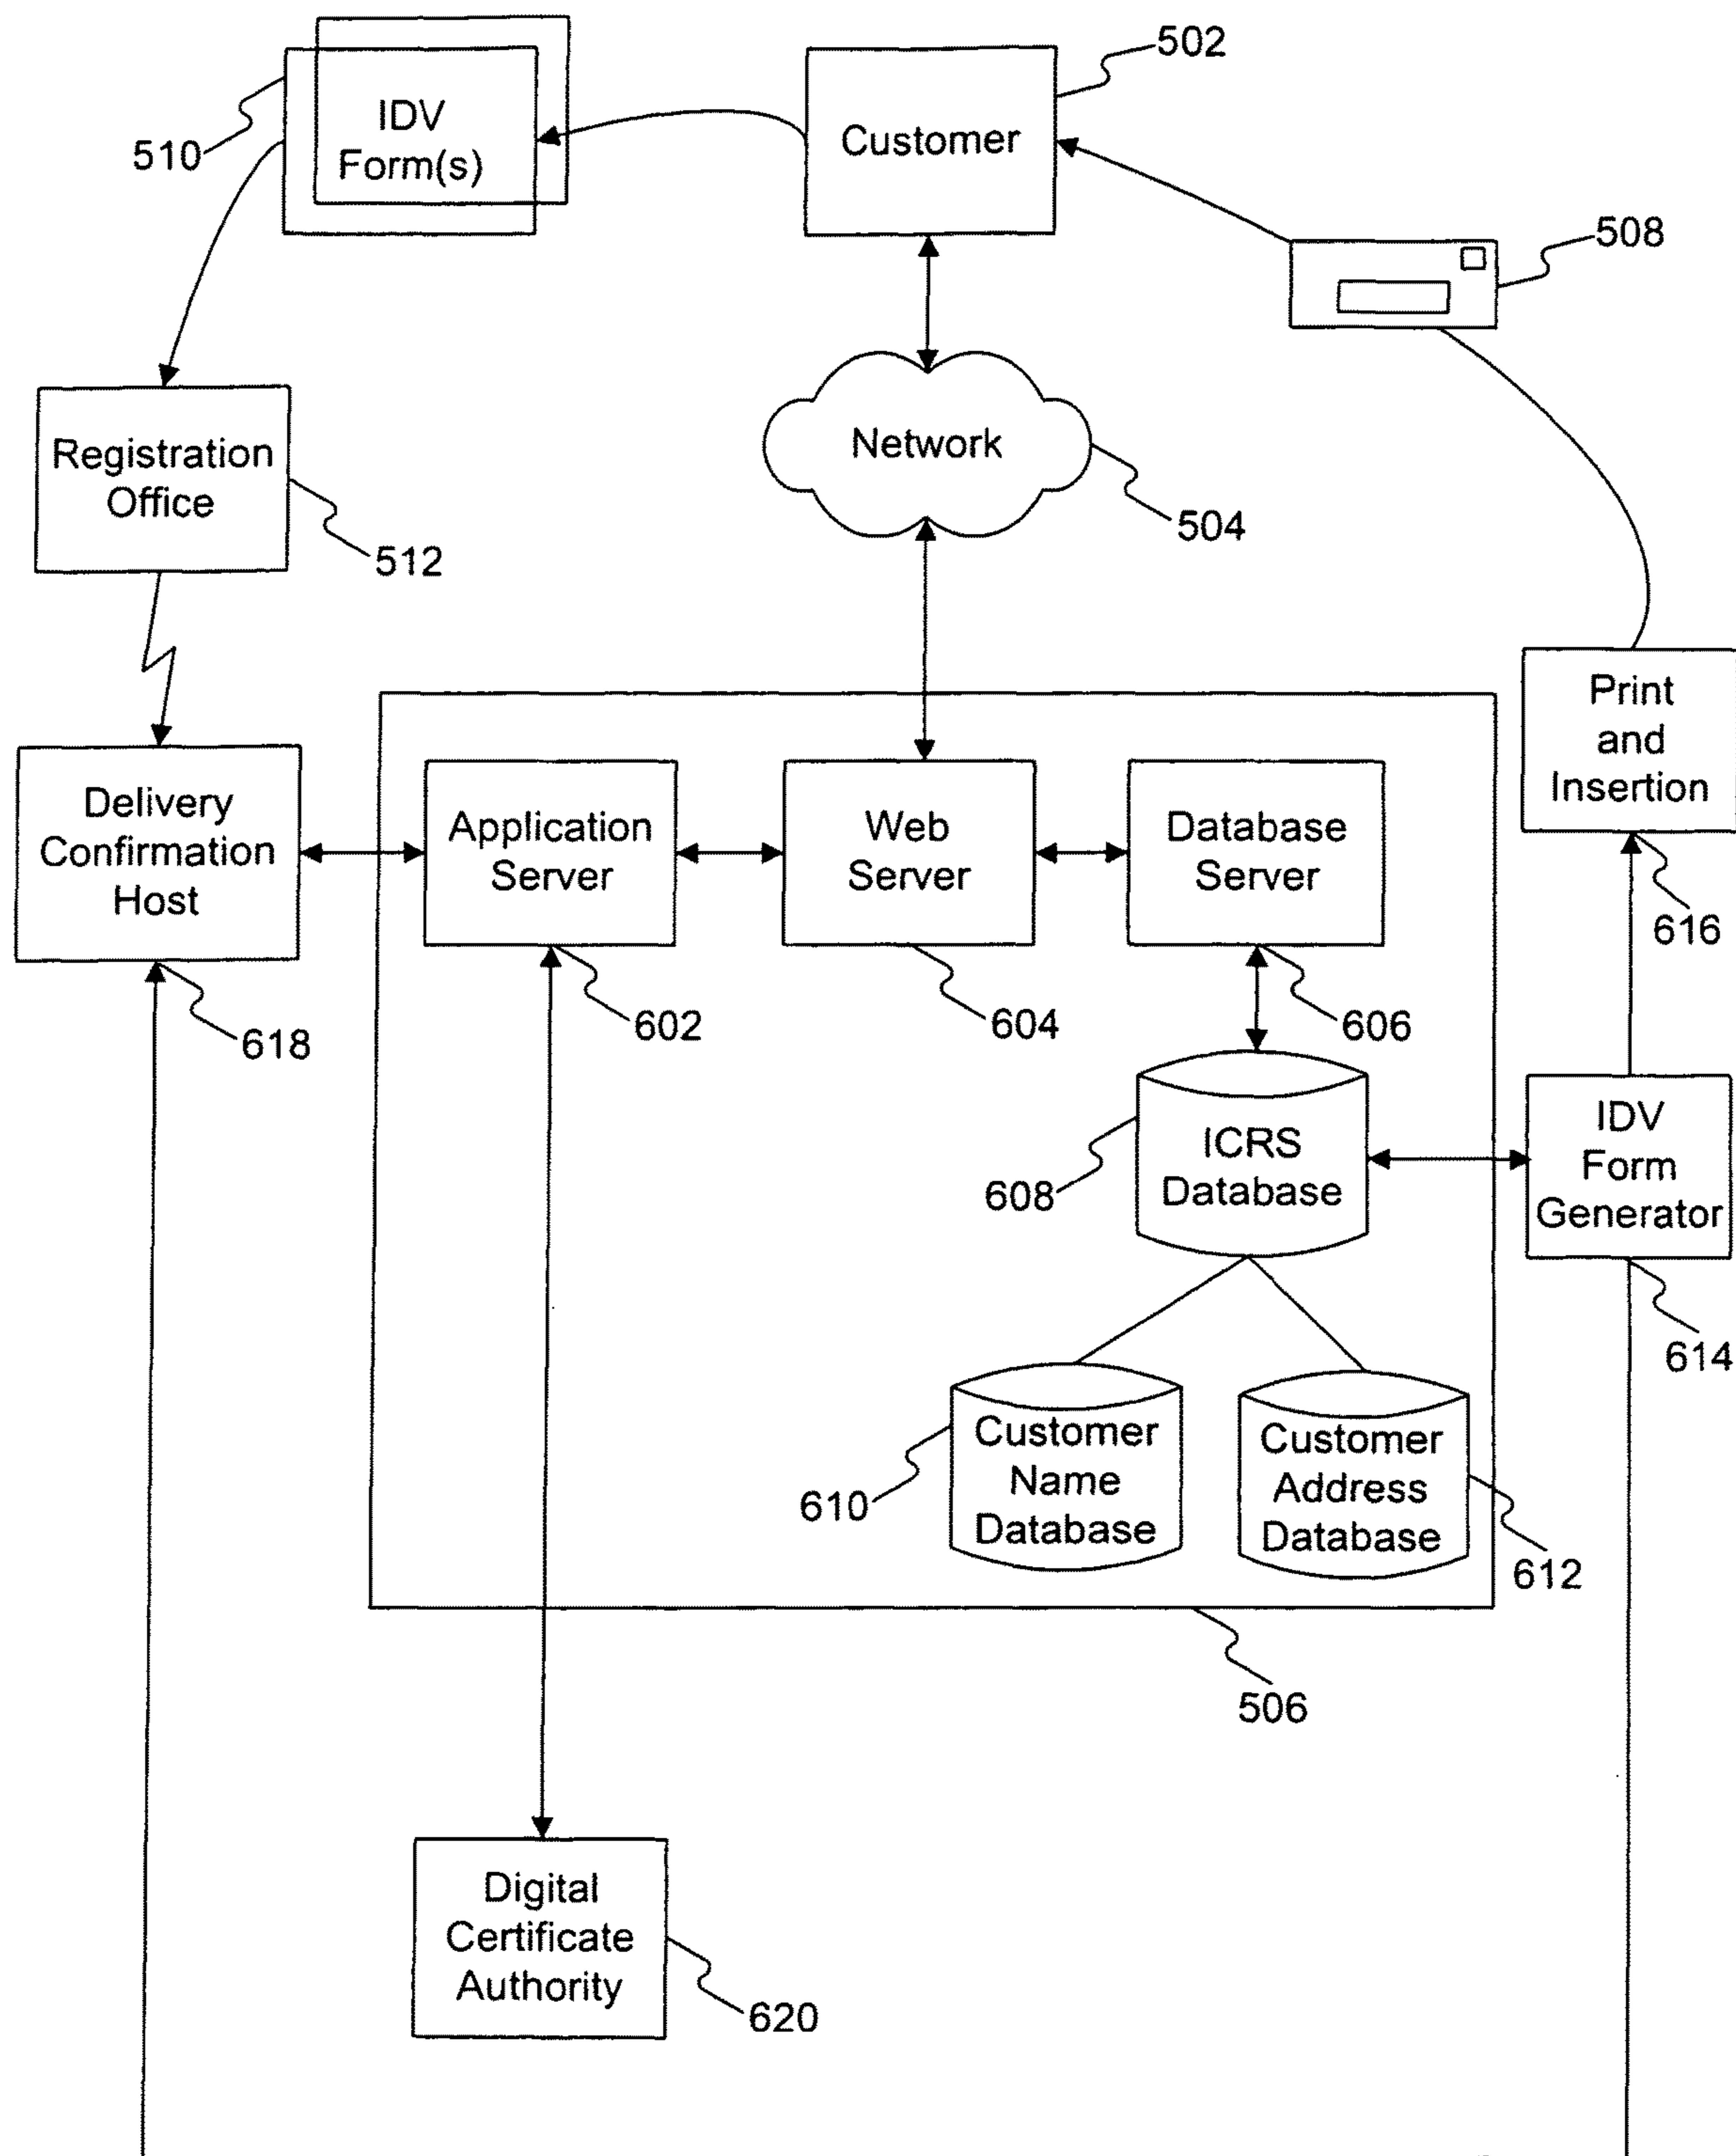 502
IDV
Form(s)
510
Customer
508
Network
504
Registration
Office
512
Print
and
Insertion
616
Delivery
Confirmation
Host
618
Application
Server
602
Web
Server
604
Database
Server
606
ICRS
Database
608
IDV
Form
Generator
614
Customer
Name
Database
610
Customer
Address
Database
612
506
Digital
Certificate
Authority
620